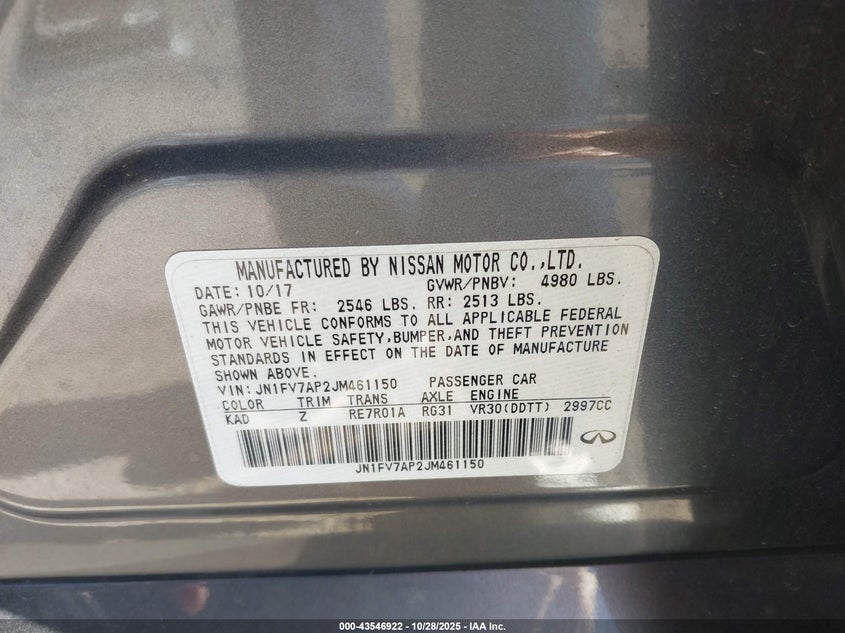 MANUFACTURED BY NISSAN MOTOR CO.,LTD.
DATE: 10/17 GVWR/PNBV: 4980 LBS.
GAWR/PNBE FR: 2546 LBS. RR: 2513 LBS.
THIS VEHICLE CONFORMS TO ALL APPLICABLE FEDERAL
MOTOR VEHICLE SAFETY,BUMPER,AND THEFT PREVENTION
STANDARDS IN EFFECT ON THE DATE OF MANUFACTURE
SHOWN ABOVE.
VIN:JN1FV7AP2JM461150 PASSENGER CAR
COLOR TRIM TRANS AXLE ENGINE
KAD Z RE7R01A RG31 VR30(DDTT) 2997CC
JN1FV7AP2JM461150
000-43546922 - 10/28/2025 - IAA Inc.